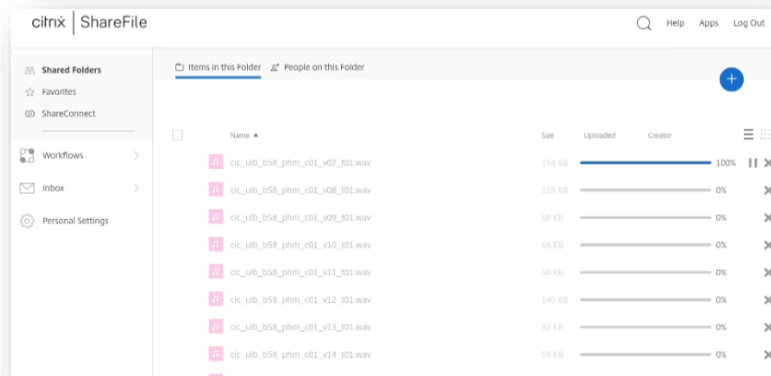 citrix | ShareFile
Help Apps Log Out
Shared Folders
Favorites
ShareConnect
Workflows
Inbox
Personal Settings
Items in this Folder People on this Folder
Name Size Uploaded Creator
cic_ulb_b58_phm_c01_v07_t01.wav 194 KB 100%
cic_ulb_b58_phm_c01_v08_t01.wav 118 KB 0%
cic_ulb_b58_phm_c01_v09_t01.wav 68 KB 0%
cic_ulb_b58_phm_c01_v10_t01.wav 66 KB 0%
cic_ulb_b58_phm_c01_v11_t01.wav 56 KB 0%
cic_ulb_b58_phm_c01_v12_t01.wav 140 KB 0%
cic_ulb_b58_phm_c01_v13_t01.wav 92 KB 0%
cic_ulb_b58_phm_c01_v14_t01.wav 58 KB 0%